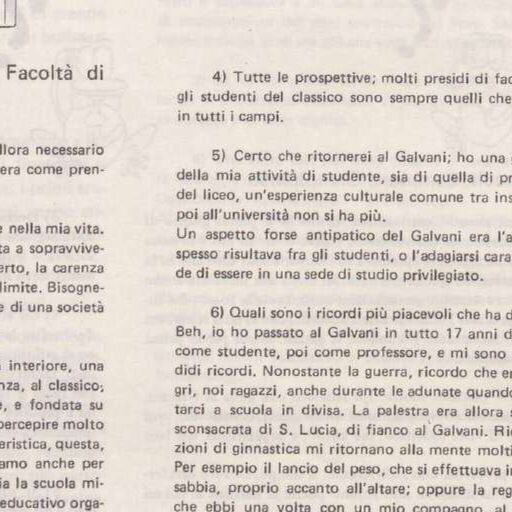 Facoltà di
llora necessario
era come pren-
e nella mia vita.
ta a sopravvive-
erto, la carenza
limite. Bisogne-
e di una società
interiore, una
nza, al classico;
e, e fondata su
percepire molto
eristica, questa,
amo anche per
ia la scuola mi-
educativo orga-
4) Tutte le prospettive; molti presidi di fac
gli studenti del classico sono sempre quelli che
in tutti i campi.
5) Certo che ritornerei al Galvani; ho una
della mia attività di studente, sia di quella di pr
del liceo, un'esperienza culturale comune tra ins
poi all'università non si ha più.
Un aspetto forse antipatico del Galvani era l'a
spesso risultava fra gli studenti, o l'adagiarsi cara
de di essere in una sede di studio privilegiato.
6) Quali sono i ricordi più piacevoli che ha d
Beh, io ho passato al Galvani in tutto 17 anni d
come studente, poi come professore, e mi sono
didi ricordi. Nonostante la guerra, ricordo che er
gri, noi ragazzi, anche durante le adunate quando
tarci a scuola in divisa. La palestra era allora s
sconsacrata di S. Lucia, di fianco al Galvani. Ric
zioni di ginnastica mi ritornano alla mente molti
Per esempio il lancio del peso, che si effettuava in
sabbia, proprio accanto all'altare; oppure la reg
che ebbi una volta con un mio compagno, al